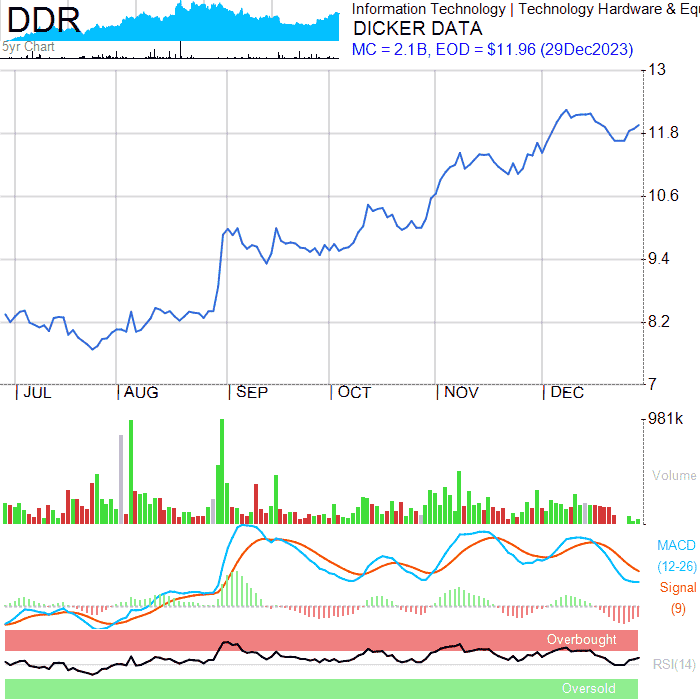 DDR
5yr Chart
Information Technology | Technology Hardware & Eq
DICKER DATA
MC = 2.1B, EOD = $11.96 (29Dec2023)
13
11.8
10.6
9.4
8.2
7
JUL AUG SEP OCT NOV DEC
981k
Volume
MACD
(12-26)
Signal
(9)
Overbought
RSI(14)
Oversold